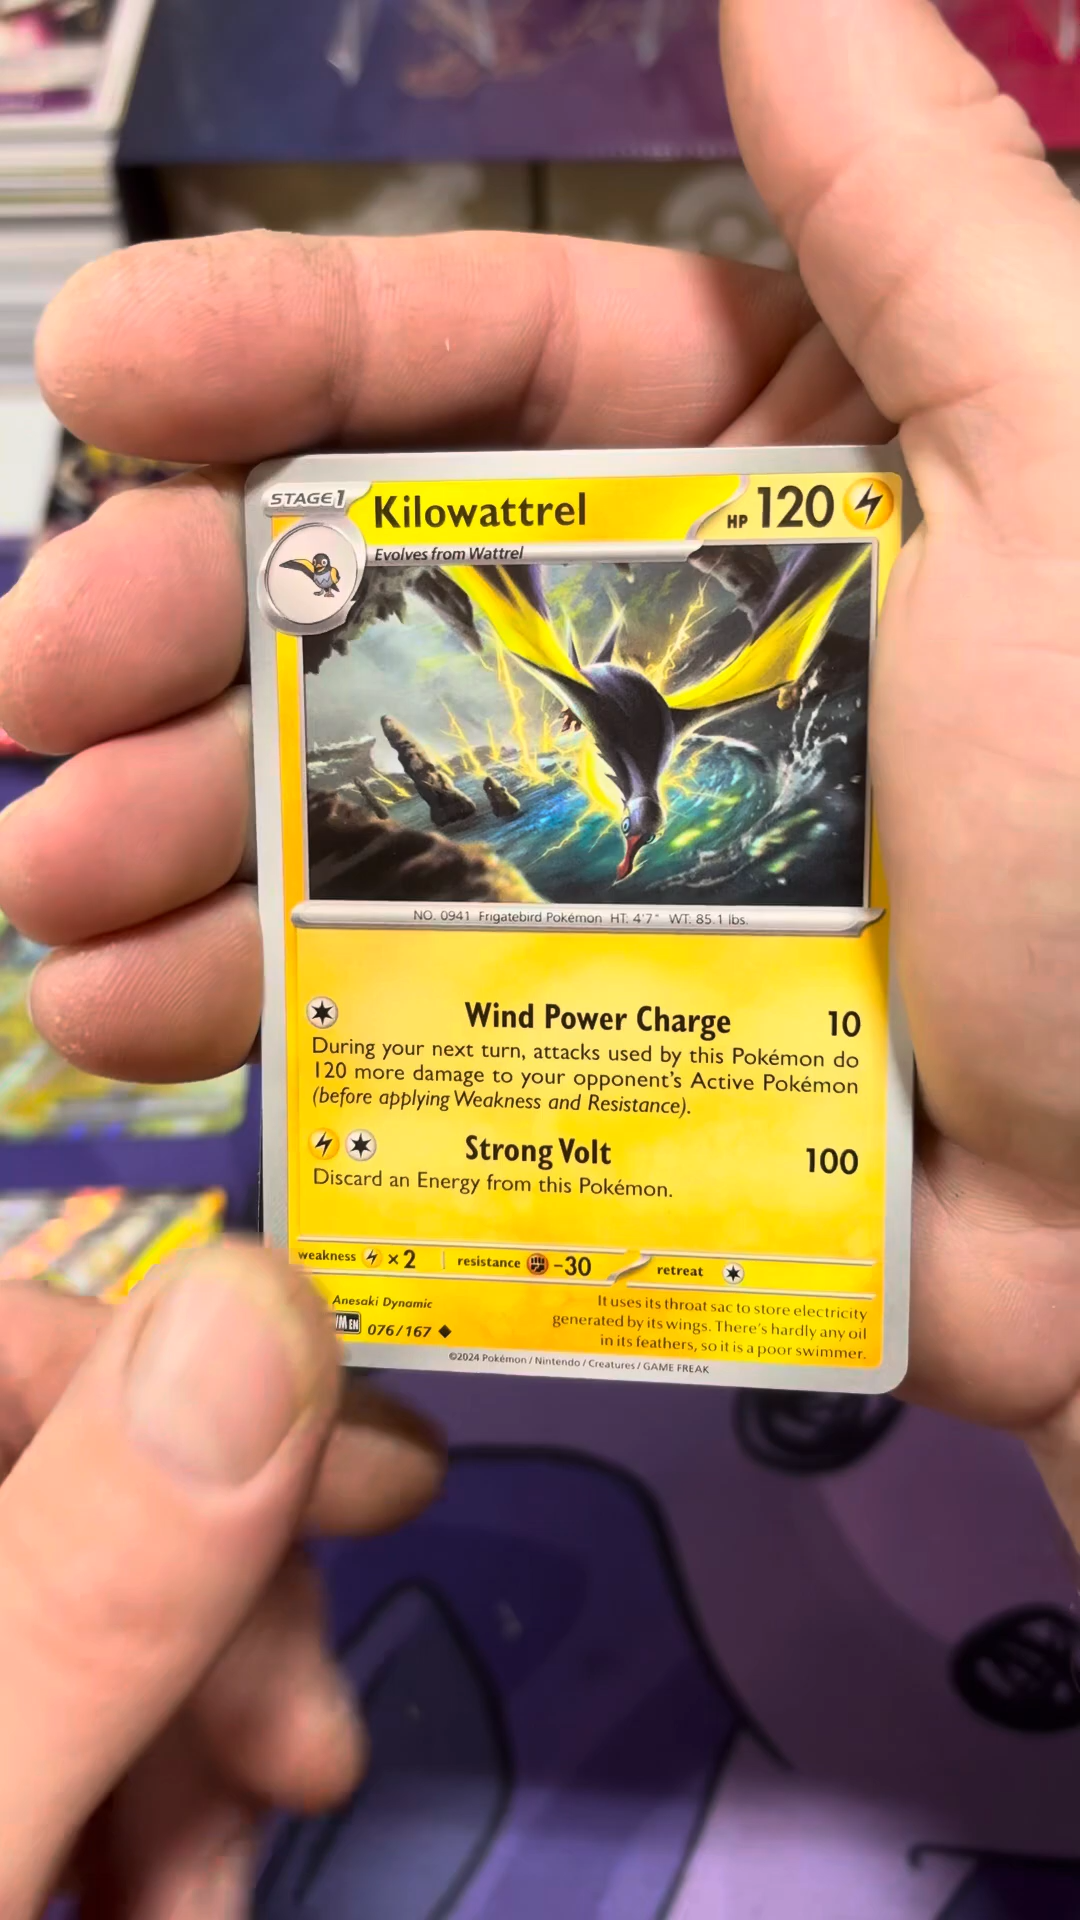 STAGE1
Kilowattrel
HP 120
Evolves from Wattrel
NO. 0941 Frigatebird Pokémon HT: 4'7" WT: 85.1 lbs.
Wind Power Charge 10
During your next turn, attacks used by this Pokémon do
120 more damage to your opponent's Active Pokémon
(before applying Weakness and Resistance).
Strong Volt 100
Discard an Energy from this Pokémon.
weakness ×2 resistance -30 retreat
Anesaki Dynamic
EN 076/167
It uses its throat sac to store electricity
generated by its wings. There's hardly any oil
in its feathers, so it is a poor swimmer.
©2024 Pokémon / Nintendo / Creatures / GAME FREAK